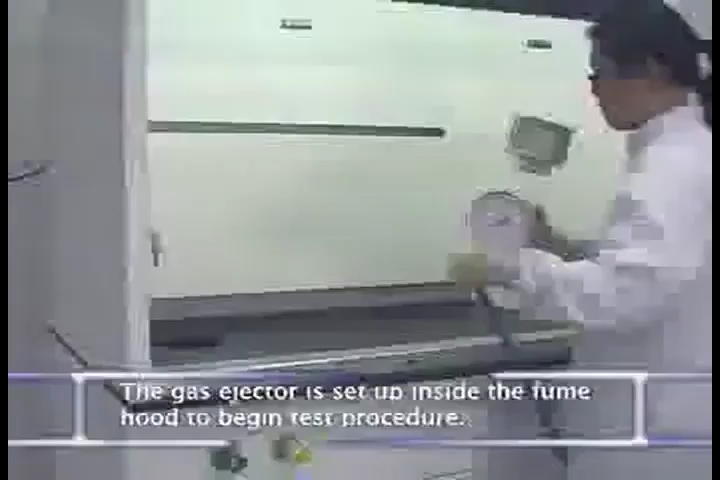 The gas ejector is set up inside the fume
hood to begin test procedure.